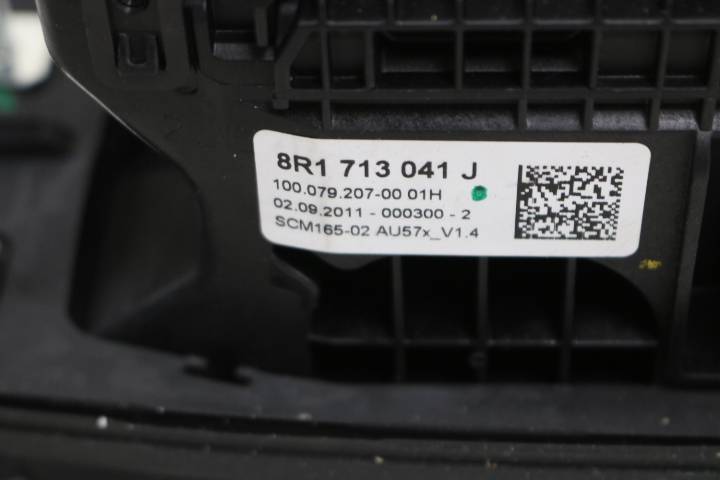 8R1 713 041 J
100.079.207-00 01H
02.09.2011 - 000300 - 2
SCM165-02 AU57x_V1.4